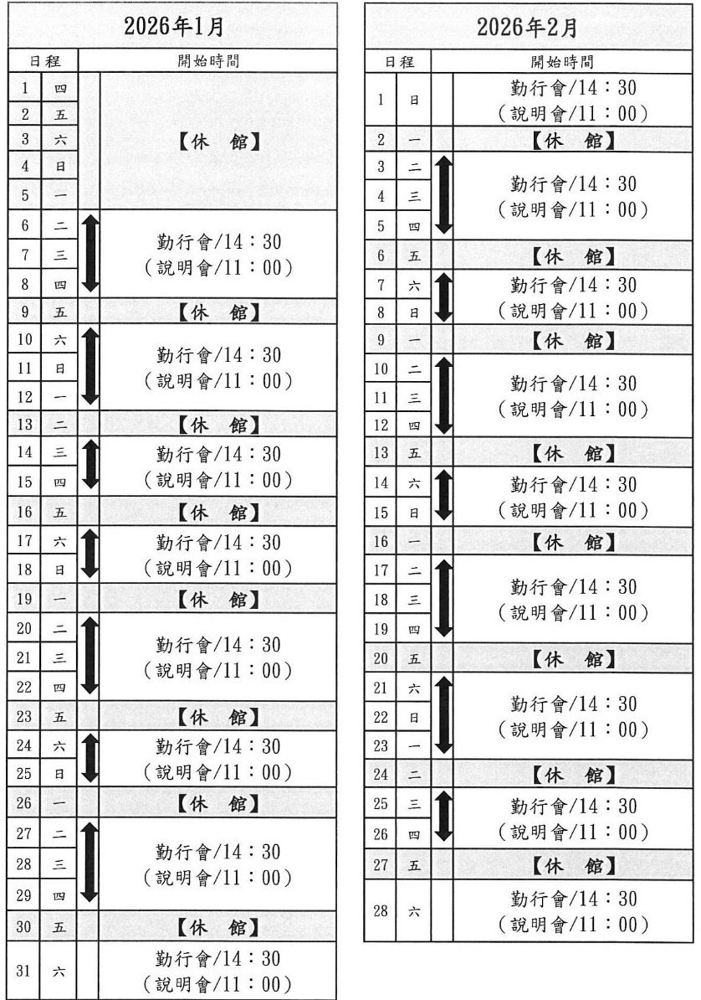 2026年1月
日程 開始時間
1 四
2 五
3 六 【休 館】
4 日
5 一
6 二
7 三 勤行會/14：30
(說明會/11：00)
8 四
9 五 【休 館】
10 六
11 日 勤行會/14：30
(說明會/11：00)
12 一
13 二 【休 館】
14 三 勤行會/14：30
15 四 (說明會/11：00)
16 五 【休 館】
17 六 勤行會/14：30
18 日 (說明會/11：00)
19 一 【休 館】
20 二
21 三 勤行會/14：30
(說明會/11：00)
22 四
23 五 【休 館】
24 六 勤行會/14：30
25 日 (說明會/11：00)
26 一 【休 館】
27 二
28 三 勤行會/14：30
(說明會/11：00)
29 四
30 五 【休 館】
31 六 勤行會/14：30
(說明會/11：00)
2026年2月
日程 開始時間
1 日 勤行會/14：30
(說明會/11：00)
2 一 【休 館】
3 二
4 三 勤行會/14：30
(說明會/11：00)
5 四
6 五 【休 館】
7 六 勤行會/14：30
8 日 (說明會/11：00)
9 一 【休 館】
10 二
11 三 勤行會/14：30
(說明會/11：00)
12 四
13 五 【休 館】
14 六 勤行會/14：30
15 日 (說明會/11：00)
16 一 【休 館】
17 二
18 三 勤行會/14：30
(說明會/11：00)
19 四
20 五 【休 館】
21 六
22 日 勤行會/14：30
(說明會/11：00)
23 一
24 二 【休 館】
25 三 勤行會/14：30
26 四 (說明會/11：00)
27 五 【休 館】
28 六 勤行會/14：30
(說明會/11：00)